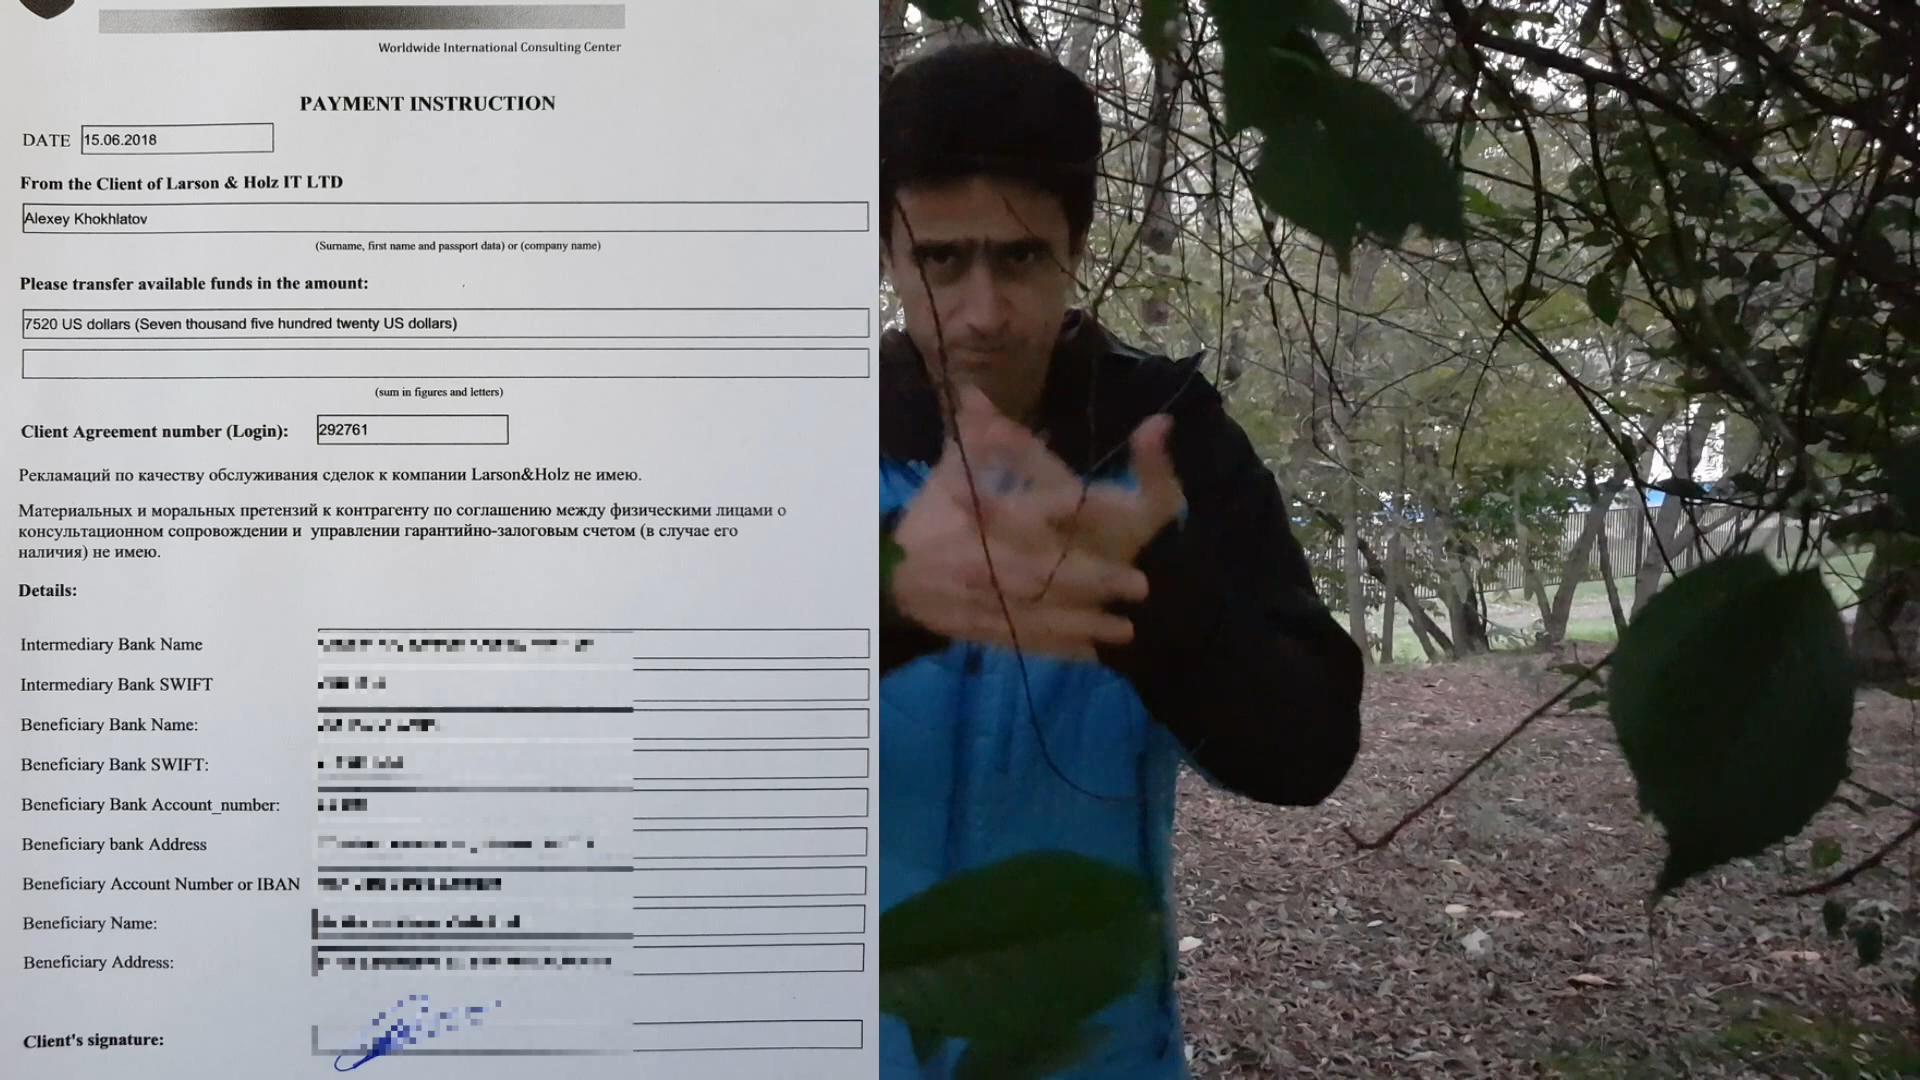 Worldwide International Consulting Center
PAYMENT INSTRUCTION
DATE 15.06.2018
From the Client of Larson & Holz IT LTD
Alexey Khokhlatov
(Surname, first name and passport data) or (company name)
Please transfer available funds in the amount:
7520 US dollars (Seven thousand five hundred twenty US dollars)
(sum in figures and letters)
Client Agreement number (Login): 292761
Рекламаций по качеству обслуживания сделок к компании Larson&Holz не имею.
Материальных и моральных претензий к контрагенту по соглашению между физическими лицами о
консультационном сопровождении и управлении гарантийно-залоговым счетом (в случае его
наличия) не имею.
Details:
Intermediary Bank Name
Intermediary Bank SWIFT
Beneficiary Bank Name:
Beneficiary Bank SWIFT:
Beneficiary Bank Account_number:
Beneficiary bank Address
Beneficiary Account Number or IBAN
Beneficiary Name:
Beneficiary Address:
Client's signature: